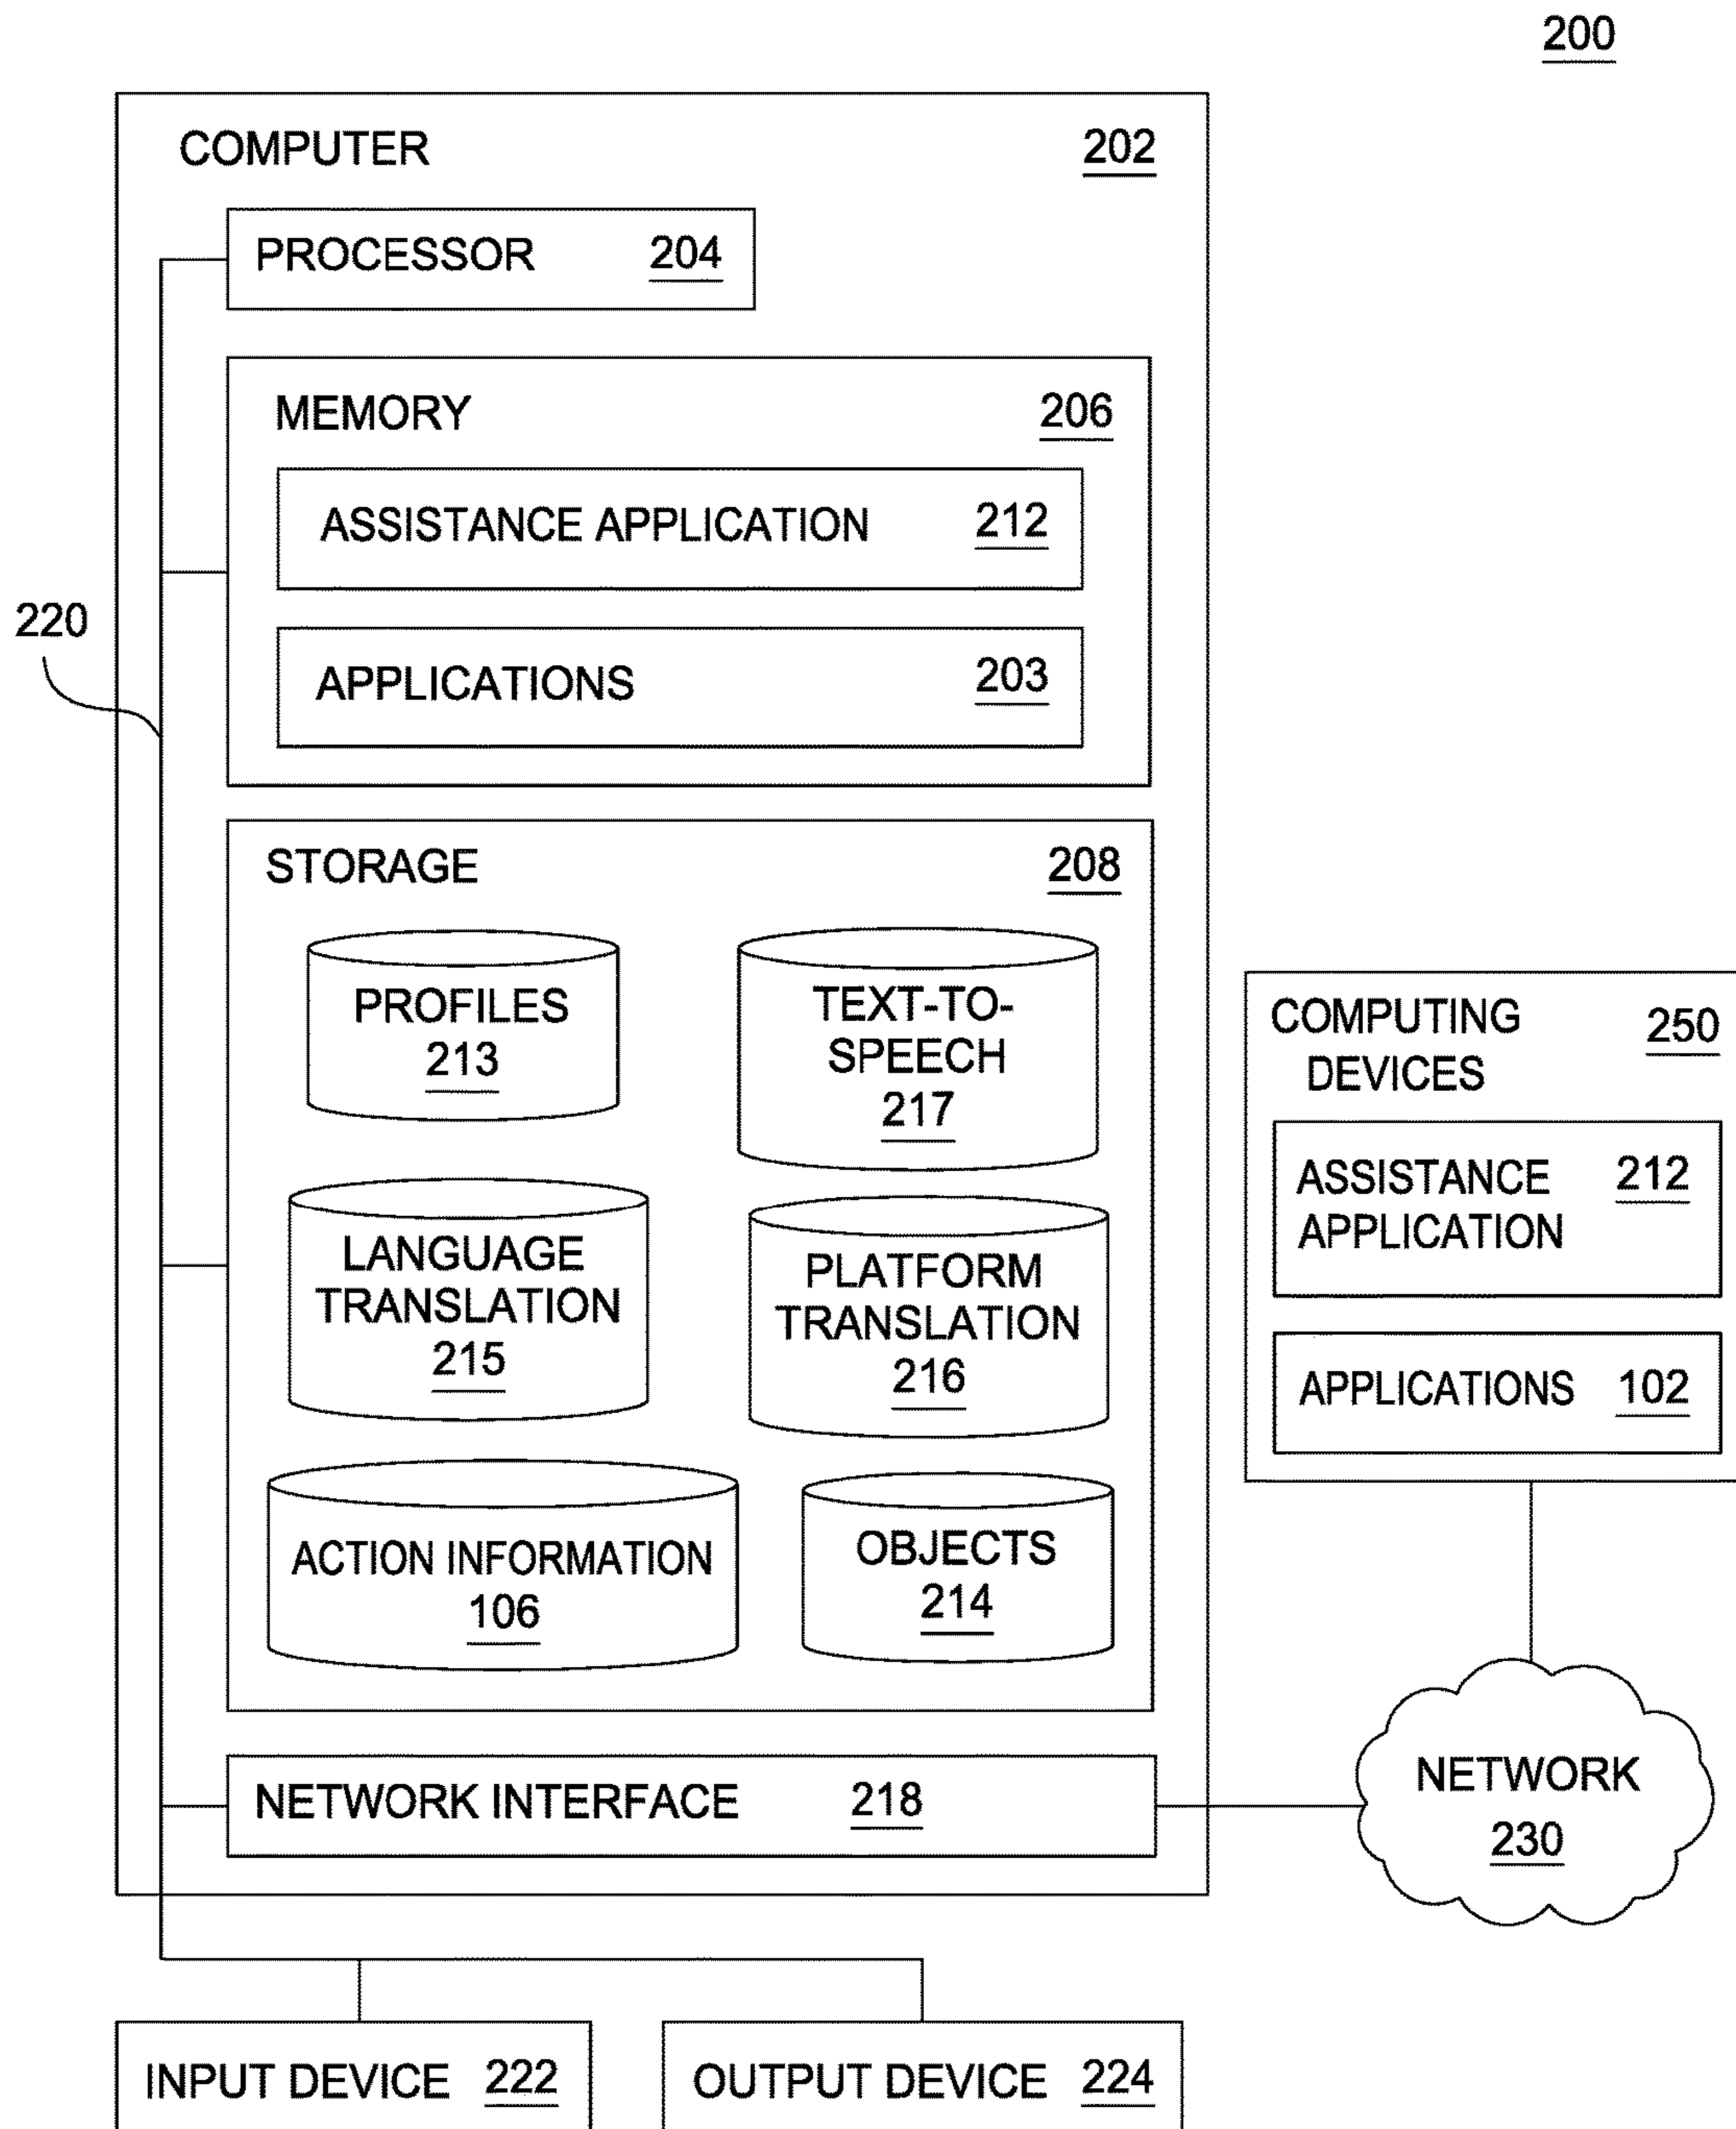 200
COMPUTER 202
PROCESSOR 204
MEMORY 206
ASSISTANCE APPLICATION 212
220
APPLICATIONS 203
STORAGE 208
PROFILES
213
TEXT-TO-
SPEECH
217
LANGUAGE
TRANSLATION
215
PLATFORM
TRANSLATION
216
ACTION INFORMATION
106
OBJECTS
214
COMPUTING 250
DEVICES
ASSISTANCE 212
APPLICATION
APPLICATIONS 102
NETWORK INTERFACE 218
NETWORK
230
INPUT DEVICE 222
OUTPUT DEVICE 224